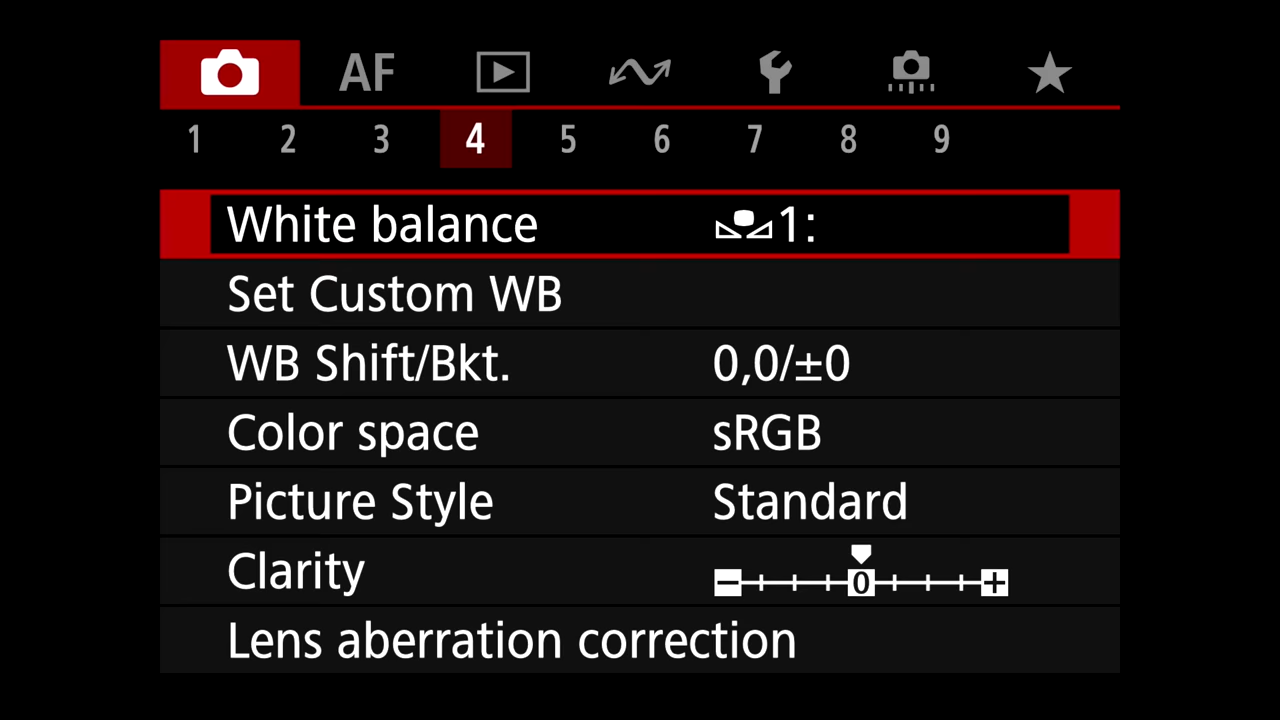 AF
1 2 3 4 5 6 7 8 9
White balance 1:
Set Custom WB
WB Shift/Bkt. 0,0/±0
Color space sRGB
Picture Style Standard
Clarity − 0 +
Lens aberration correction